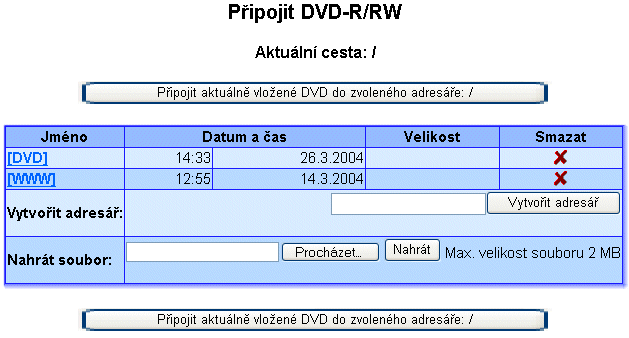 Připojit DVD-R/RW
Aktuální cesta: /
Připojit aktuálně vložené DVD do zvoleného adresáře: /
Jméno Datum a čas Velikost Smazat
[DVD] 14:33 26.3.2004
[WWW] 12:55 14.3.2004
Vytvořit adresář: Vytvořit adresář
Nahrát soubor: Procházet... Nahrát Max. velikost souboru 2 MB
Připojit aktuálně vložené DVD do zvoleného adresáře: /